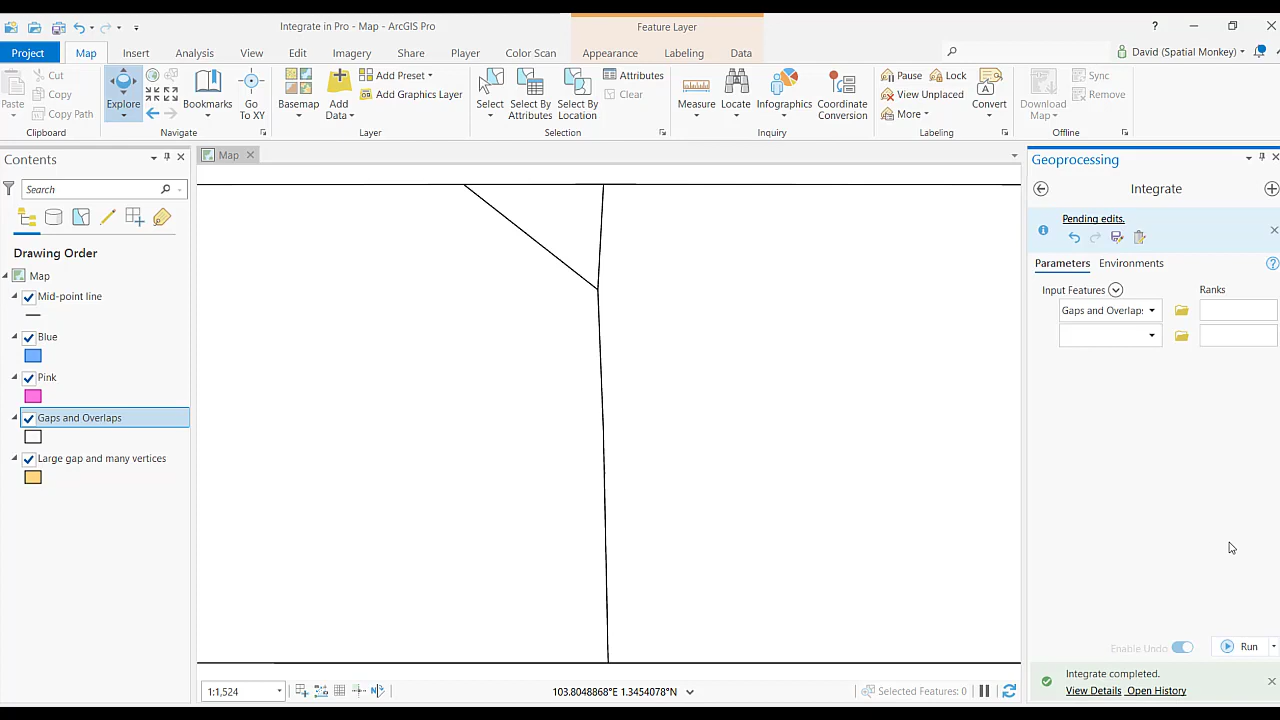 Integrate in Pro - Map - ArcGIS Pro
Feature Layer
?
Project Map Insert Analysis View Edit Imagery Share Player Color Scan Appearance Labeling Data
David (Spatial Monkey)
Paste
Cut
Copy
Copy Path
Clipboard
Explore
Bookmarks
Go
To XY
Navigate
Basemap
Add
Data
Add Preset
Add Graphics Layer
Layer
Select
Select By
Attributes
Select By
Location
Attributes
Clear
Selection
Measure
Locate
Infographics
Coordinate
Conversion
Inquiry
Pause Lock
View Unplaced
More
Convert
Labeling
Download
Map
Sync
Remove
Offline
Contents
Search
Drawing Order
Map
Mid-point line
Blue
Pink
Gaps and Overlaps
Large gap and many vertices
Map
1:1,524
103.8048868°E 1.3454078°N
Selected Features: 0
Geoprocessing
Integrate
Pending edits.
Parameters Environments
Input Features Ranks
Gaps and Overlap
Enable Undo
Run
Integrate completed.
View Details Open History